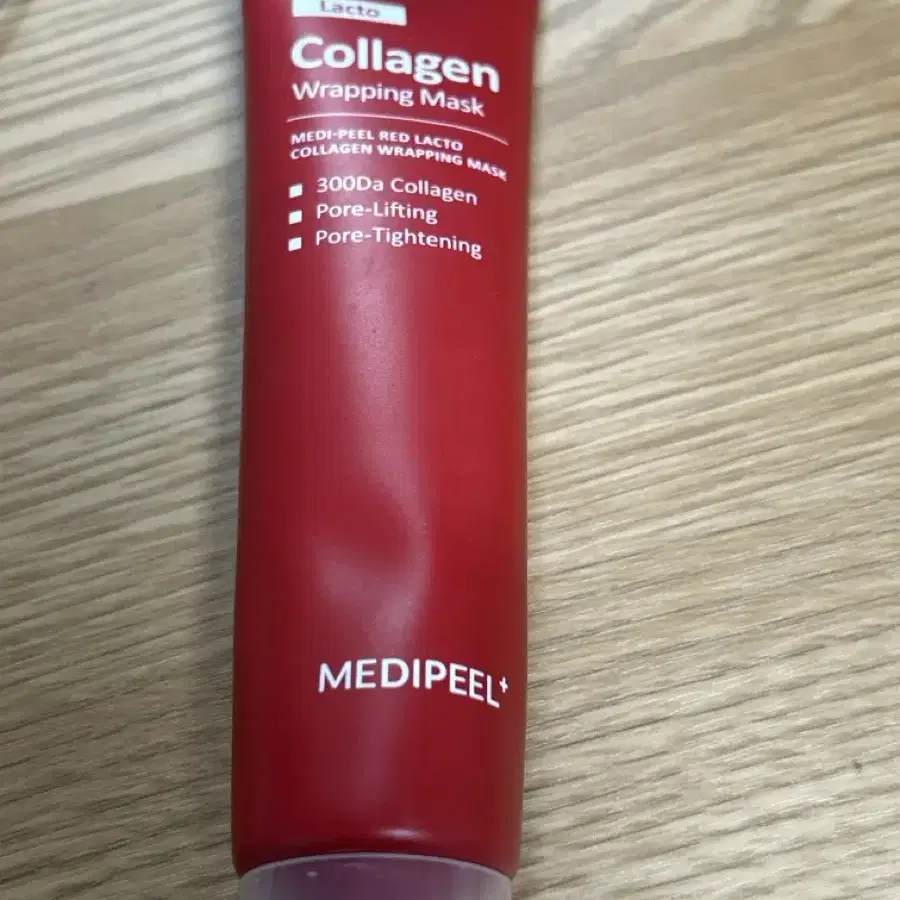 Lacto
Collagen
Wrapping Mask
MEDI-PEEL RED LACTO
COLLAGEN WRAPPING MASK
300Da Collagen
Pore-Lifting
Pore-Tightening
MEDIPEEL+